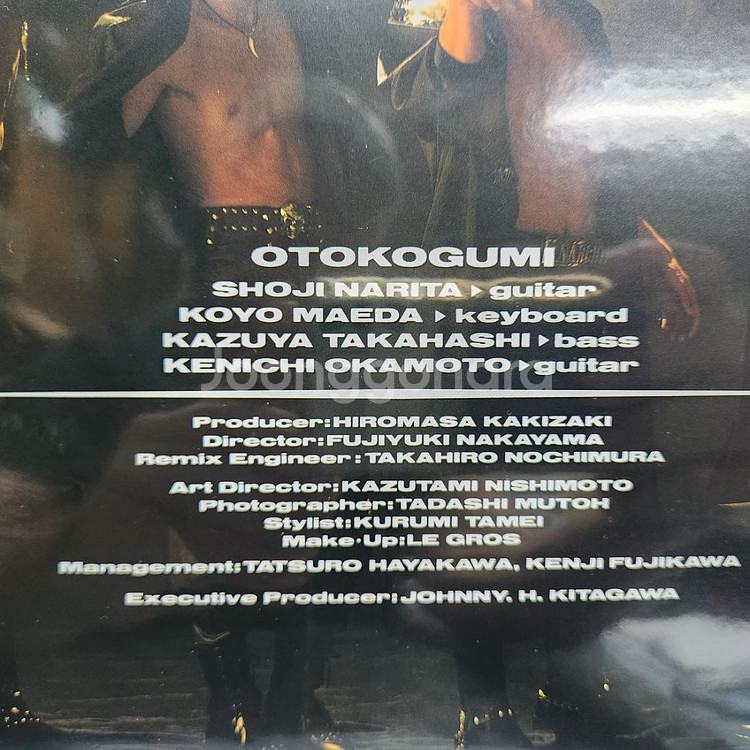 OTOKOGUMI
SHOJI NARITA▶guitar
KOYO MAEDA▶keyboard
KAZUYA TAKAHASHI▶bass
KENICHI OKAMOTO▶guitar
Joonggonara
Producer:HIROMASA KAKIZAKI
Director:FUJIYUKI NAKAYAMA
Remix Engineer:TAKAHIRO NOCHIMURA
Art Director:KAZUTAMI NISHIMOTO
Photographer:TADASHI MUTOH
Stylist:KURUMI TAMEI
Make·Up:LE GROS
Management:TATSURO HAYAKAWA, KENJI FUJIKAWA
Executive Producer:JOHNNY. H. KITAGAWA